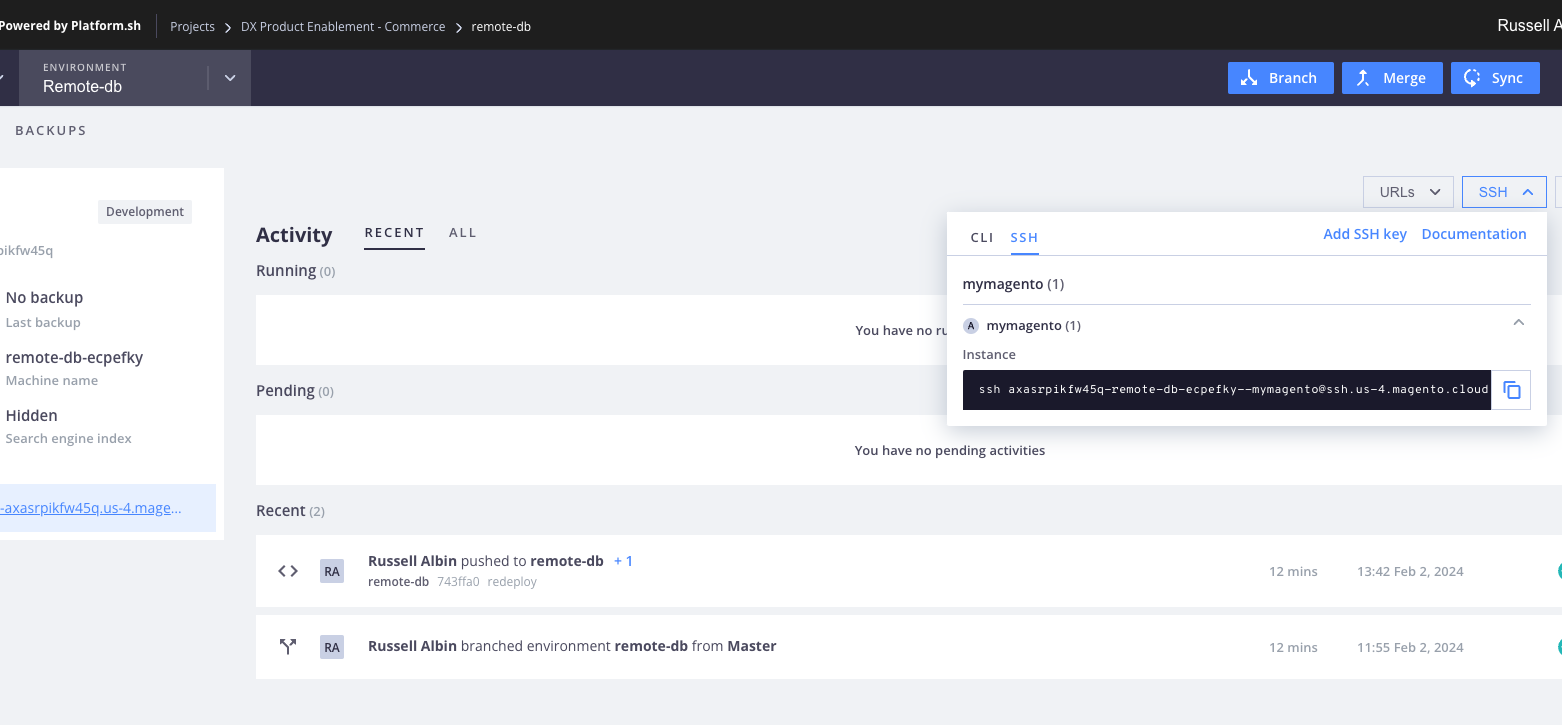 Powered by Platform.sh Projects DX Product Enablement - Commerce remote-db Russell A
ENVIRONMENT
Remote-db
Branch Merge Sync
BACKUPS
Development
pikfw45q
No backup
Last backup
remote-db-ecpefky
Machine name
Hidden
Search engine index
-axasrpikfw45q.us-4.mage...
URLs SSH
Activity RECENT ALL
Running (0)
You have no ru
Pending (0)
You have no pending activities
Recent (2)
RA Russell Albin pushed to remote-db + 1
remote-db 743ffa0 redeploy
12 mins 13:42 Feb 2, 2024
RA Russell Albin branched environment remote-db from Master
12 mins 11:55 Feb 2, 2024
CLI SSH Add SSH key Documentation
mymagento (1)
A mymagento (1)
Instance
ssh axasrpikfw45q-remote-db-ecpefky--mymagento@ssh.us-4.magento.cloud